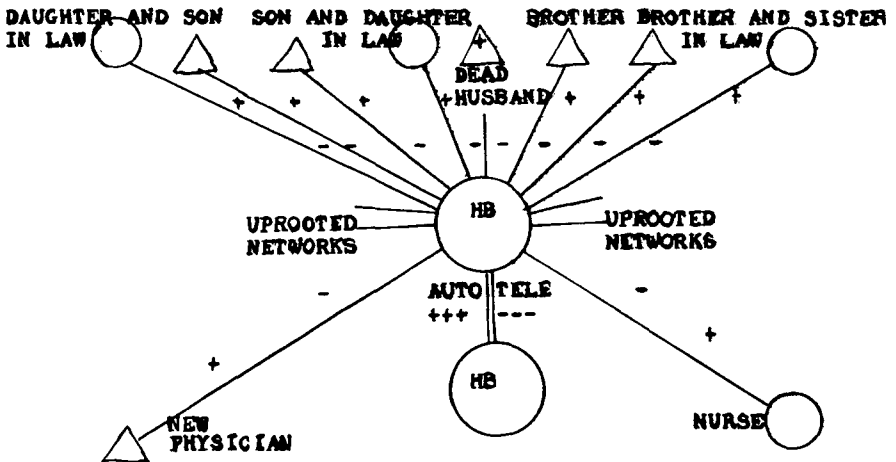 DAUGHTER AND SON SON AND DAUGHTER BROTHER BROTHER AND SISTER
IN LAW IN LAW IN LAW
+
DEAD
HUSBAND
+ + + + + + +
- - - - - - - -
HB
UPROOTED
NETWORKS
UPROOTED
NETWORKS
- -
AUTO TELE
+++ ---
+ +
HB
NEW
PHYSICIAN
NURSE